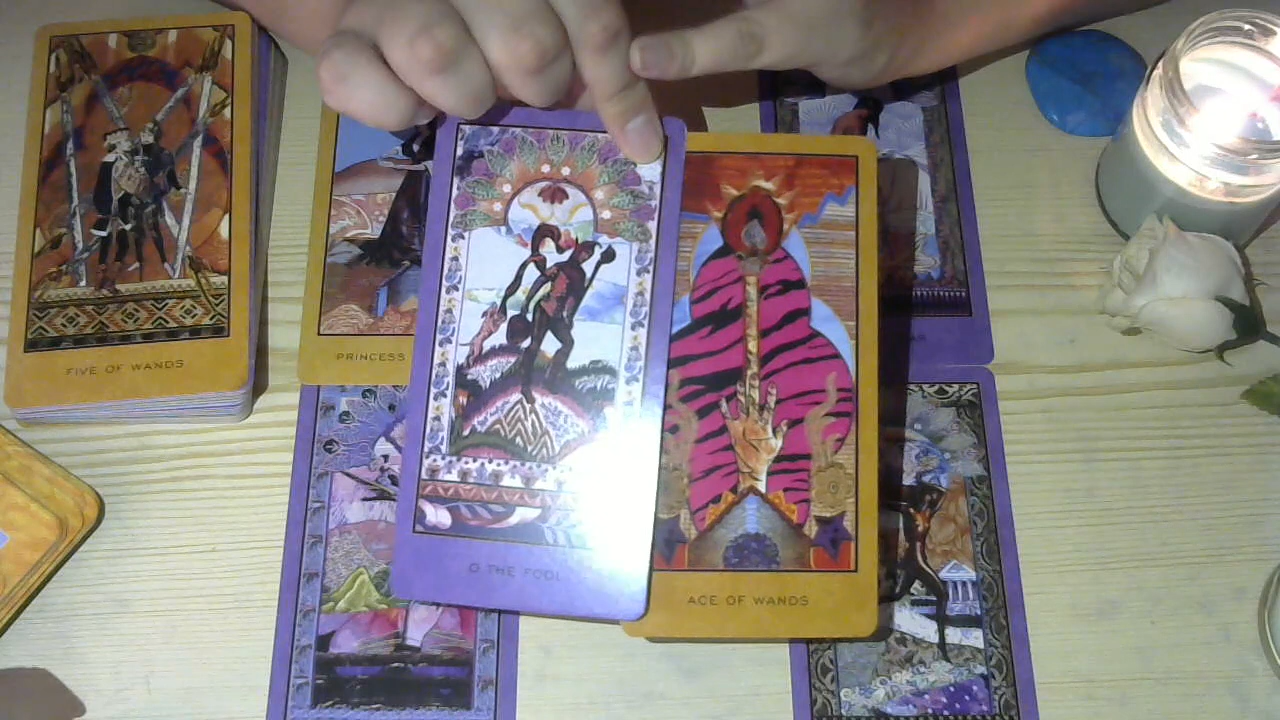 FIVE OF WANDS
PRINCESS
0 THE FOOL
ACE OF WANDS